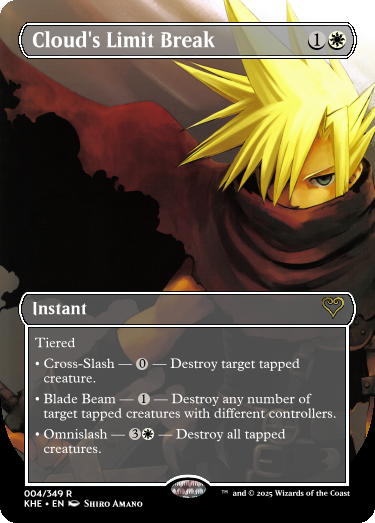 Cloud's Limit Break 1
Instant
Tiered
• Cross-Slash — 0 — Destroy target tapped
creature.
• Blade Beam — 1 — Destroy any number of
target tapped creatures with different controllers.
• Omnislash — 3 — Destroy all tapped
creatures.
004/349 R
KHE • EN Shiro Amano
™ and © 2025 Wizards of the Coast